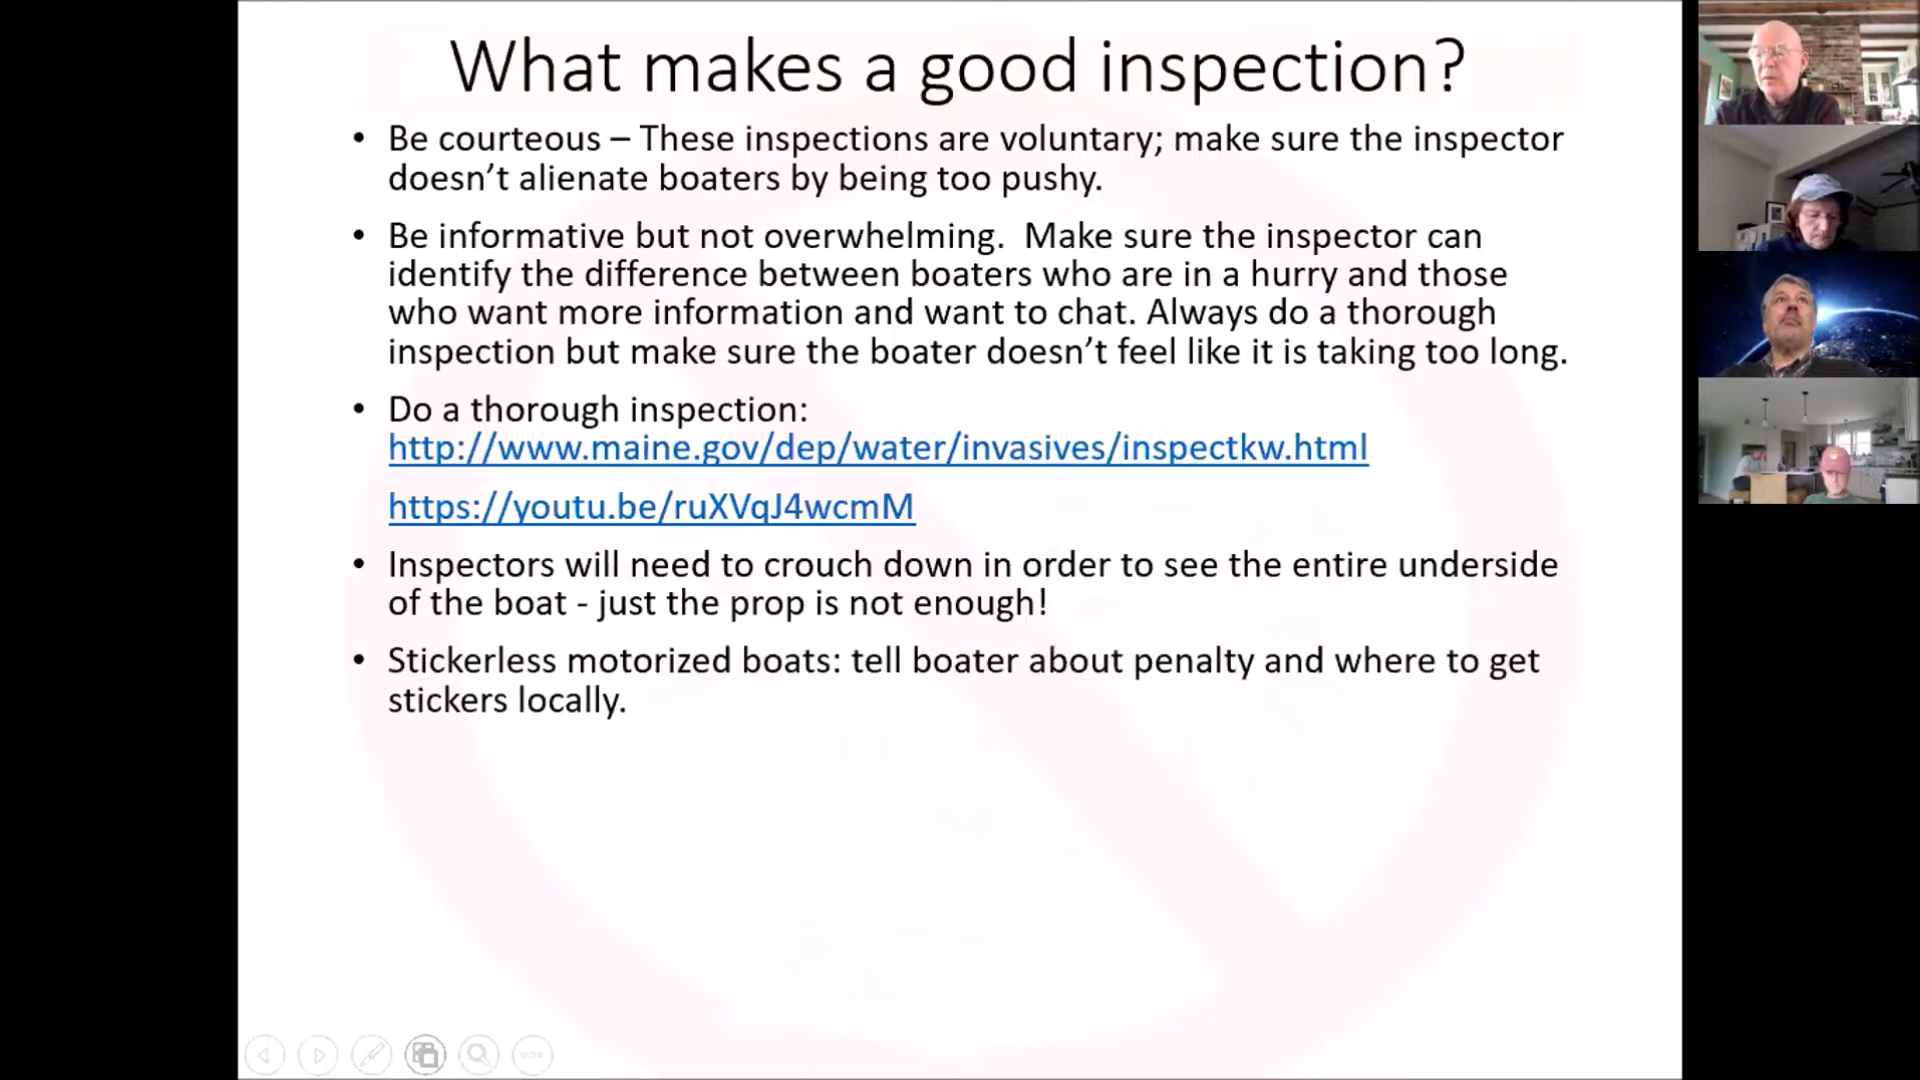 What makes a good inspection?
• Be courteous – These inspections are voluntary; make sure the inspector
doesn’t alienate boaters by being too pushy.
• Be informative but not overwhelming.  Make sure the inspector can
identify the difference between boaters who are in a hurry and those
who want more information and want to chat. Always do a thorough
inspection but make sure the boater doesn’t feel like it is taking too long.
• Do a thorough inspection:
http://www.maine.gov/dep/water/invasives/inspectkw.html
https://youtu.be/ruXVqJ4wcmM
• Inspectors will need to crouch down in order to see the entire underside
of the boat - just the prop is not enough!
• Stickerless motorized boats: tell boater about penalty and where to get
stickers locally.